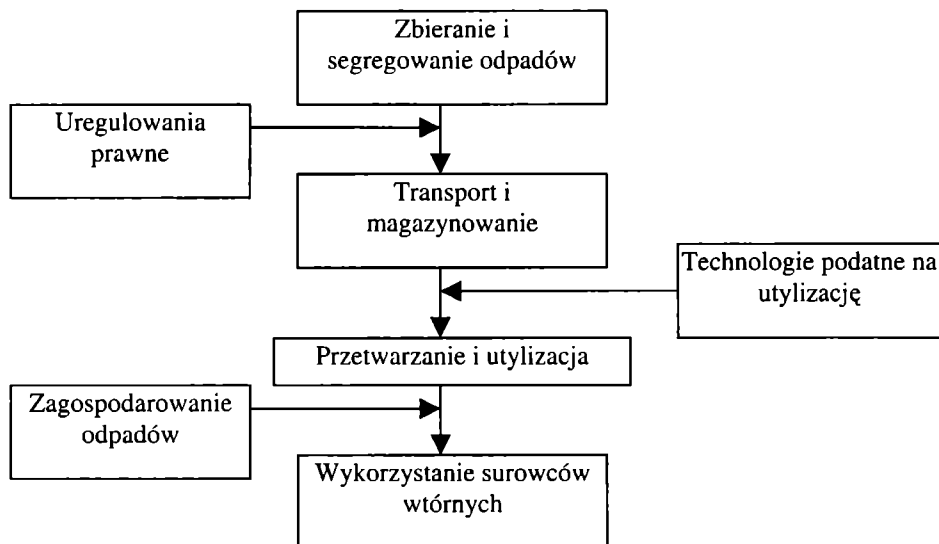 Zbieranie i
segregowanie odpadów
Uregulowania
prawne
Transport i
magazynowanie
Technologie podatne na
utylizację
Przetwarzanie i utylizacja
Zagospodarowanie
odpadów
Wykorzystanie surowców
wtórnych